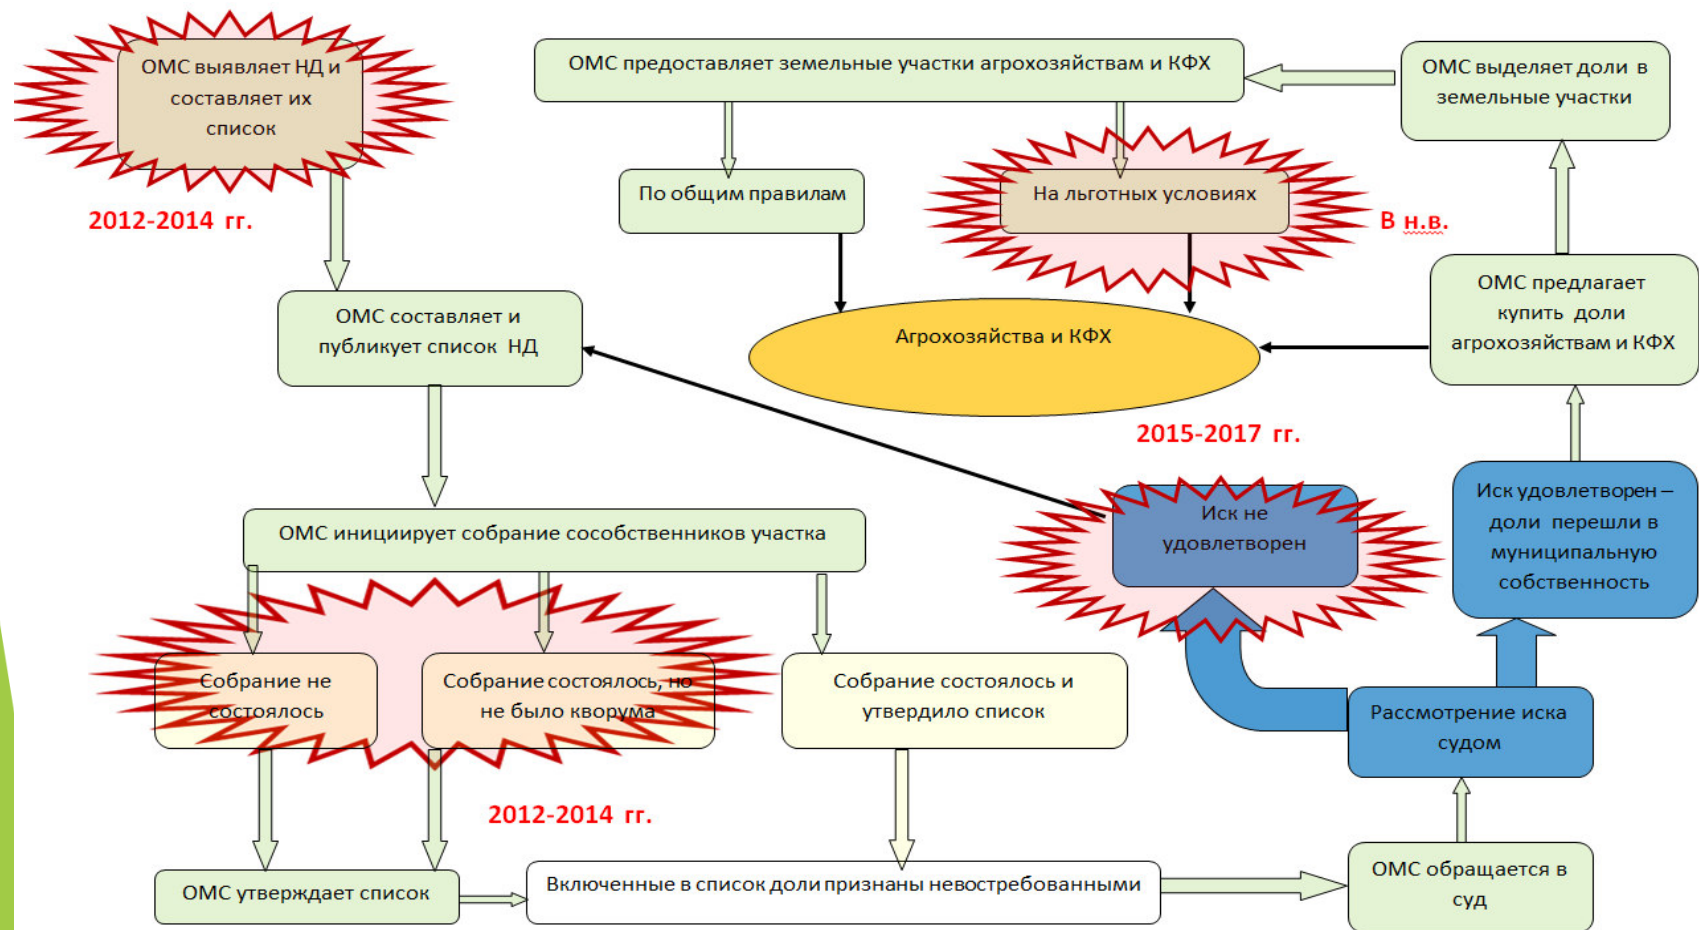 ОМС выявляет НД и
составляет их
список
2012-2014 гг.
ОМС предоставляет земельные участки агрохозяйствам и КФХ
ОМС выделяет доли в
земельные участки
По общим правилам
На льготных условиях
В н.в.
ОМС составляет и
публикует список НД
Агрохозяйства и КФХ
ОМС предлагает
купить доли
агрохозяйствам и КФХ
2015-2017 гг.
ОМС инициирует собрание сособственников участка
Иск не
удовлетворен
Иск удовлетворен –
доли перешли в
муниципальную
собственность
Собрание не
состоялось
Собрание состоялось, но
не было кворума
Собрание состоялось и
утвердило список
Рассмотрение иска
судом
2012-2014 гг.
ОМС утверждает список
Включенные в список доли признаны невостребованными
ОМС обращается в
суд